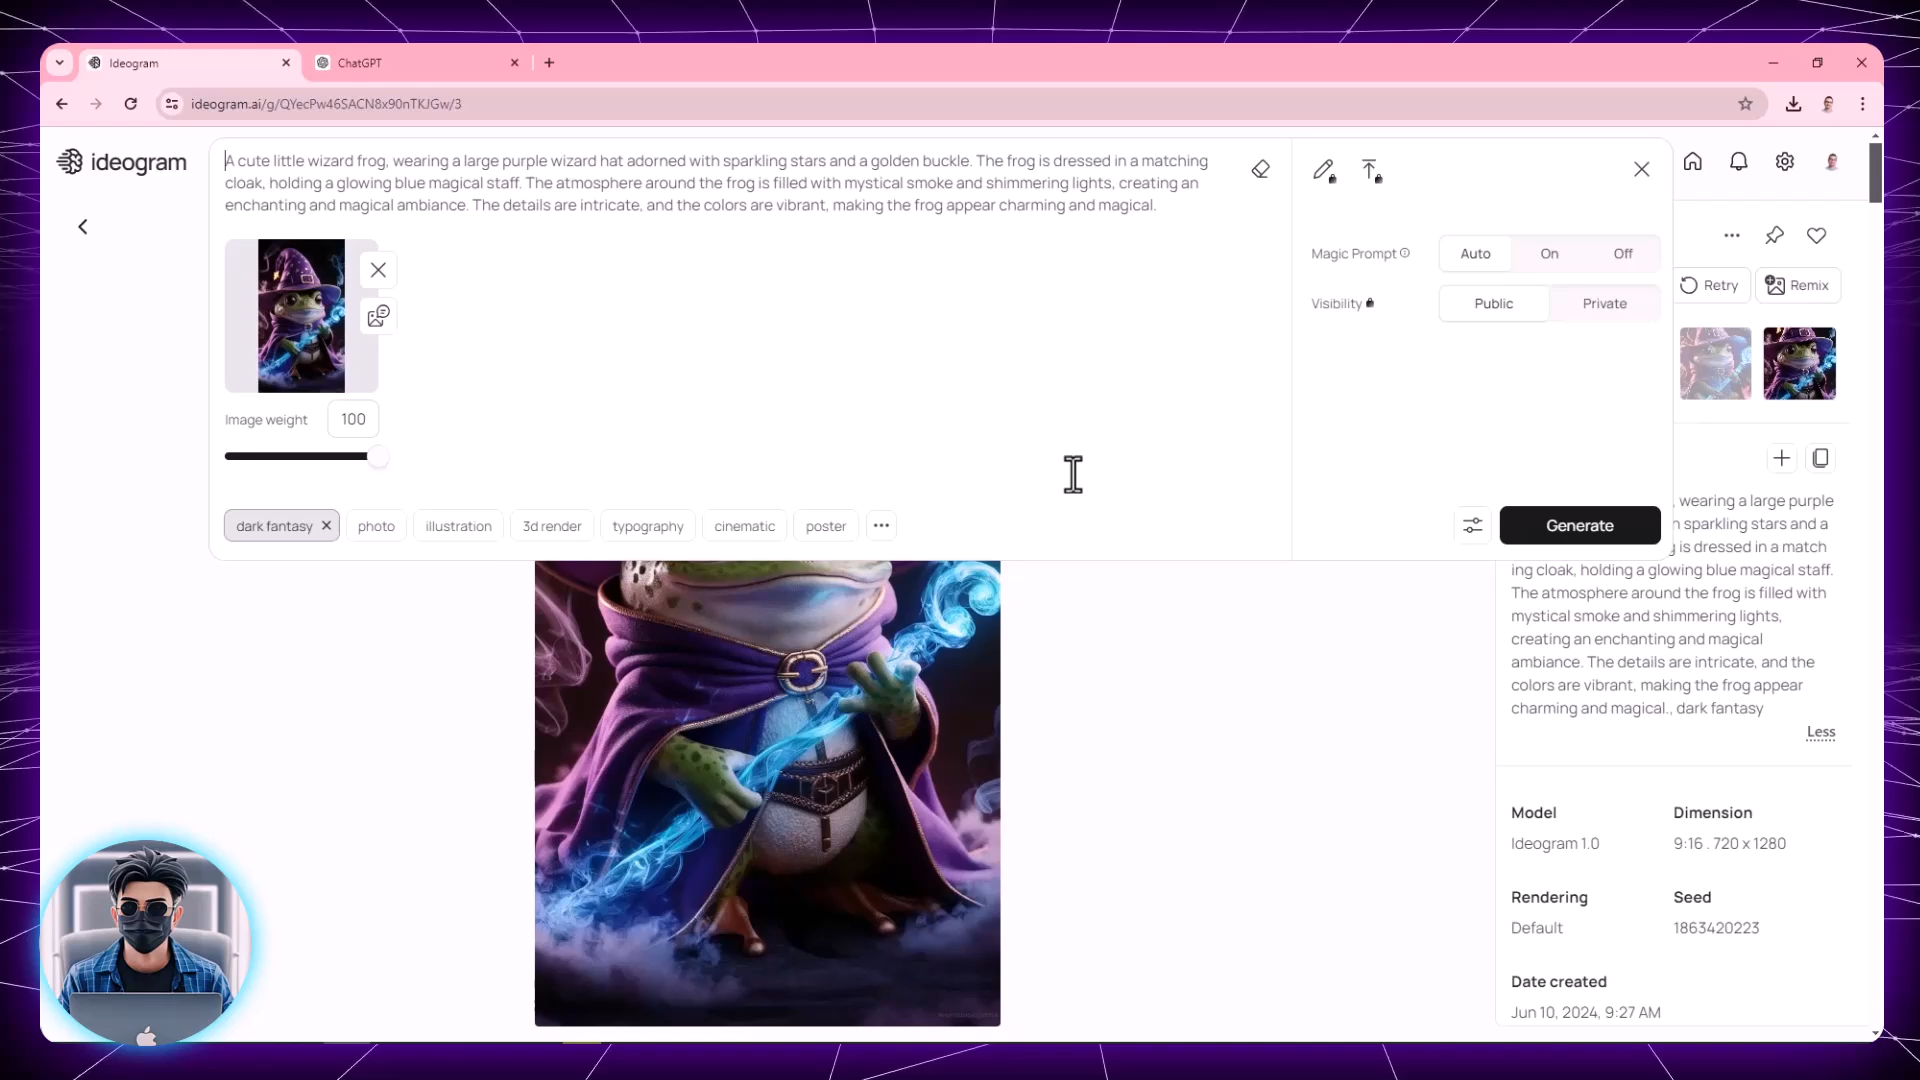 Ideogram
ChatGPT
ideogram.ai/g/QYecPw46SACN8x90nTKJGw/3
ideogram
A cute little wizard frog, wearing a large purple wizard hat adorned with sparkling stars and a golden buckle. The frog is dressed in a matching
cloak, holding a glowing blue magical staff. The atmosphere around the frog is filled with mystical smoke and shimmering lights, creating an
enchanting and magical ambiance. The details are intricate, and the colors are vibrant, making the frog appear charming and magical.
Magic Prompt
Auto
On
Off
Visibility
Public
Private
Retry
Remix
Image weight
100
dark fantasy
photo
illustration
3d render
typography
cinematic
poster
Generate
, wearing a large purple
n sparkling stars and a
g is dressed in a match
ing cloak, holding a glowing blue magical staff.
The atmosphere around the frog is filled with
mystical smoke and shimmering lights,
creating an enchanting and magical
ambiance. The details are intricate, and the
colors are vibrant, making the frog appear
charming and magical., dark fantasy
Less
Model
Dimension
Ideogram 1.0
9:16 . 720 x 1280
Rendering
Seed
Default
1863420223
Date created
Jun 10, 2024, 9:27 AM